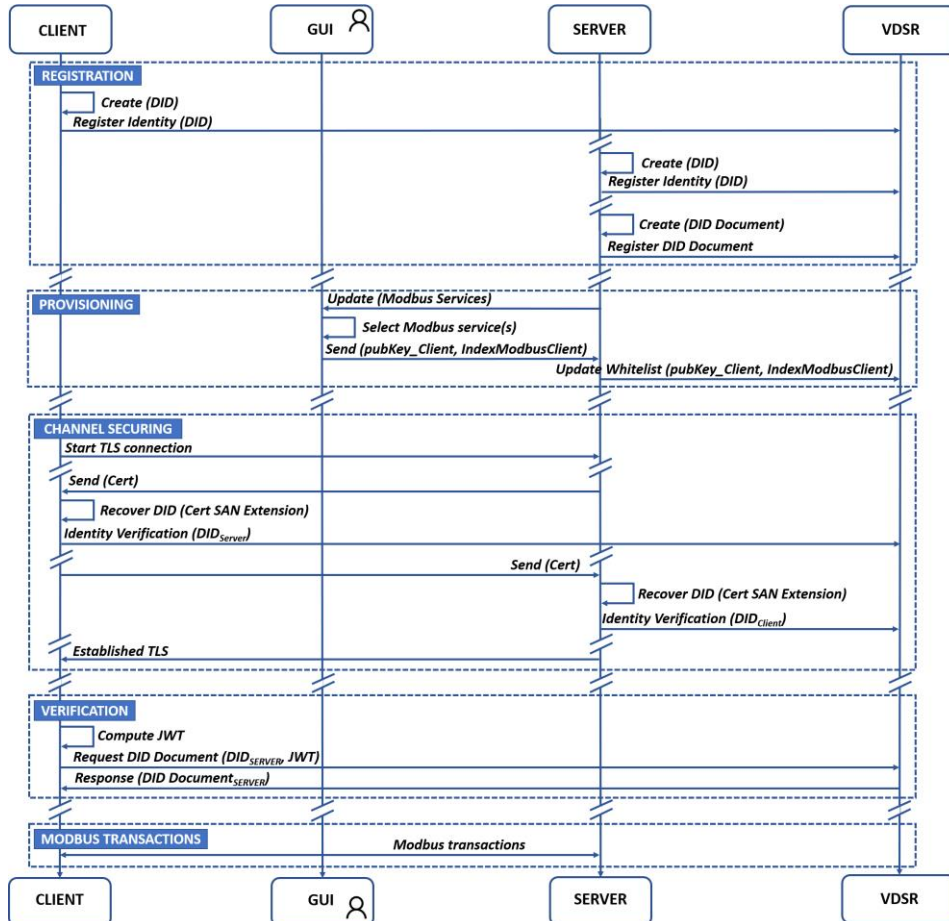 CLIENT
GUI
SERVER
VDSR
REGISTRATION
Create (DID)
Register Identity (DID)
Create (DID)
Register Identity (DID)
Create (DID Document)
Register DID Document
PROVISIONING
Update (Modbus Services)
Select Modbus service(s)
Send (pubKey_Client, IndexModbusClient)
Update Whitelist (pubKey_Client, IndexModbusClient)
CHANNEL SECURING
Start TLS connection
Send (Cert)
Recover DID (Cert SAN Extension)
Identity Verification (DIDServer)
Send (Cert)
Recover DID (Cert SAN Extension)
Identity Verification (DIDClient)
Established TLS
VERIFICATION
Compute JWT
Request DID Document (DIDSERVER, JWT)
Response (DID DocumentSERVER)
MODBUS TRANSACTIONS
Modbus transactions
CLIENT
GUI
SERVER
VDSR